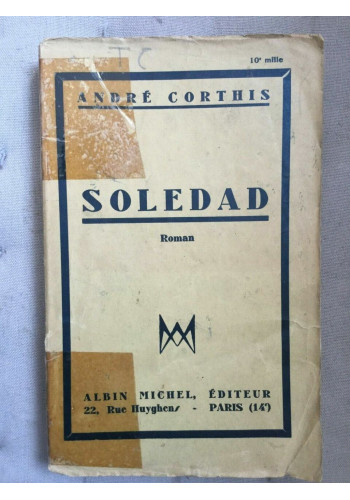 10e mille
ANDRÉ CORTHIS
SOLEDAD
Roman
ALBIN MICHEL, ÉDITEUR
22, Rue Huyghens - PARIS (14e)